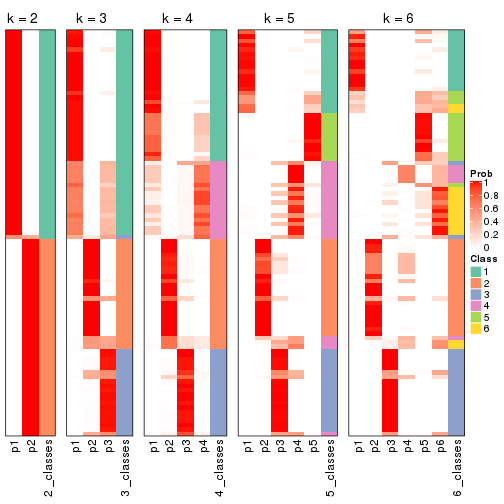 k = 2
k = 3
k = 4
k = 5
k = 6
p1
p2
2_classes
p1
p2
p3
3_classes
p1
p2
p3
p4
4_classes
p1
p2
p3
p4
p5
5_classes
p1
p2
p3
p4
p5
p6
6_classes
Prob
1
0.8
0.6
0.4
0.2
0
Class
1
2
3
4
5
6